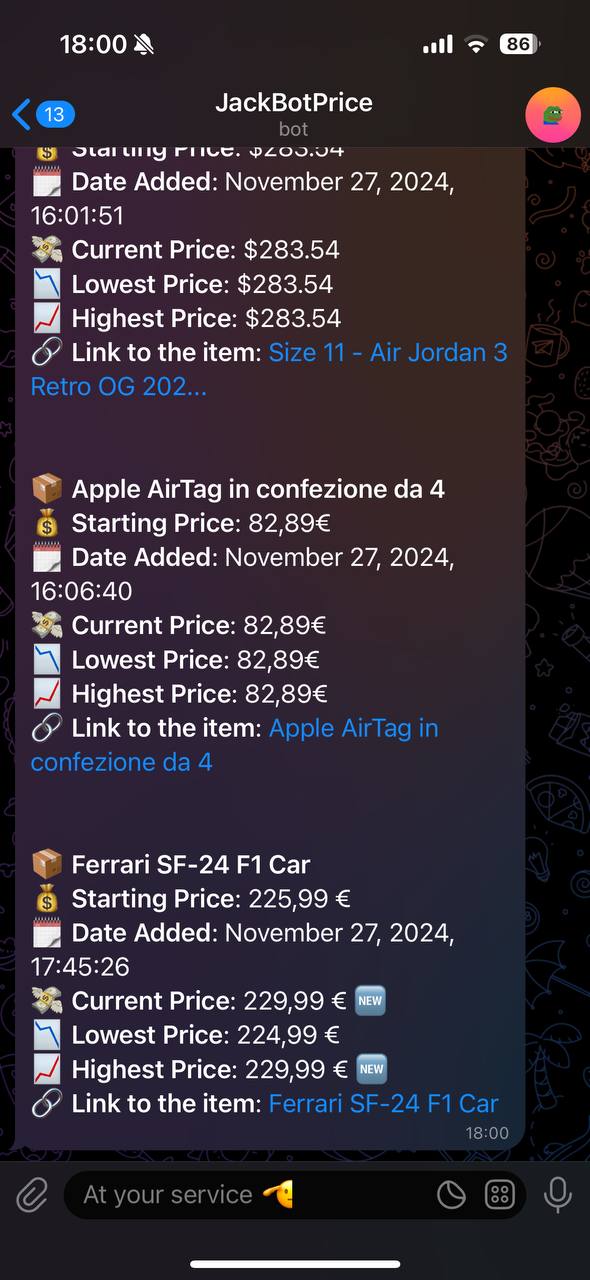 18:00
86
13
JackBotPrice
bot
💰 Starting Price: $283.54
🗓 Date Added: November 27, 2024,
16:01:51
💸 Current Price: $283.54
📉 Lowest Price: $283.54
📈 Highest Price: $283.54
🔗 Link to the item: Size 11 - Air Jordan 3
Retro OG 202...
📦 Apple AirTag in confezione da 4
💰 Starting Price: 82,89€
🗓 Date Added: November 27, 2024,
16:06:40
💸 Current Price: 82,89€
📉 Lowest Price: 82,89€
📈 Highest Price: 82,89€
🔗 Link to the item: Apple AirTag in
confezione da 4
📦 Ferrari SF-24 F1 Car
💰 Starting Price: 225,99 €
🗓 Date Added: November 27, 2024,
17:45:26
💸 Current Price: 229,99 € 🆕
📉 Lowest Price: 224,99 €
📈 Highest Price: 229,99 € 🆕
🔗 Link to the item: Ferrari SF-24 F1 Car
18:00
At your service